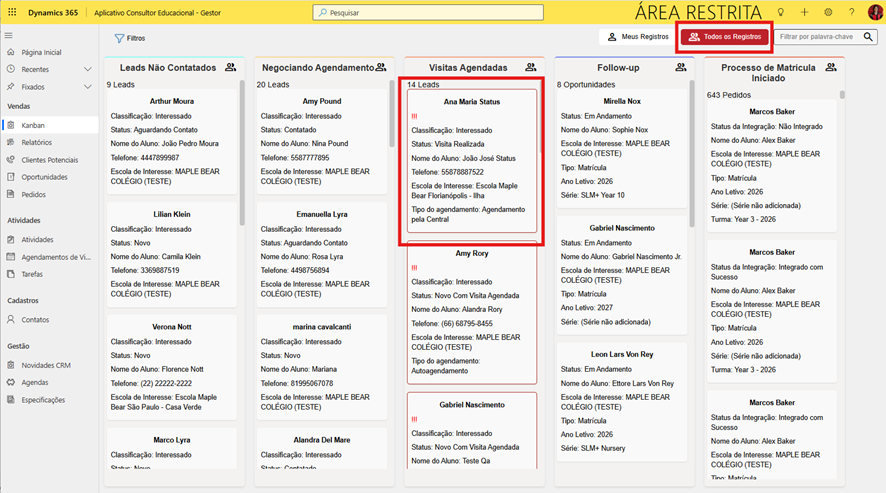 Dynamics 365
Aplicativo Consultor Educacional - Gestor
Pesquisar
ÁREA RESTRITA
Filtros
Meus Registros
Todos os Registros
Filtrar por palavra-chave
Página Inicial
Recentes
Fixados
Vendas
Kanban
Relatórios
Clientes Potenciais
Oportunidades
Pedidos
Atividades
Atividades
Agendamentos de Vi...
Tarefas
Cadastros
Contatos
Gestão
Novidades CRM
Agendas
Especificações
Leads Não Contatados
9 Leads
Arthur Moura
Classificação: Interessado
Status: Aguardando Contato
Nome do Aluno: João Pedro Moura
Telefone: 4447899987
Escola de Interesse: MAPLE BEAR
COLÉGIO (TESTE)
Lilian Klein
Classificação: Interessado
Status: Novo
Nome do Aluno: Camila Klein
Telefone: 3369887519
Escola de Interesse: MAPLE BEAR
COLÉGIO (TESTE)
Verona Nott
Classificação: Interessado
Status: Novo
Nome do Aluno: Florence Nott
Telefone: (22) 22222-2222
Escola de Interesse: Escola Maple
Bear São Paulo - Casa Verde
Marco Lyra
Classificação: Interessado
Status: Novo
Negociando Agendamento
20 Leads
Amy Pound
Classificação: Interessado
Status: Contatado
Nome do Aluno: Nina Pound
Telefone: 5587777895
Escola de Interesse: MAPLE BEAR
COLÉGIO (TESTE)
Emanuella Lyra
Classificação: Interessado
Status: Aguardando Contato
Nome do Aluno: Rosa Lyra
Telefone: 4498756894
Escola de Interesse: MAPLE BEAR
COLÉGIO (TESTE)
marina cavalcanti
Classificação: Interessado
Status: Novo
Nome do Aluno: Mariana
Telefone: 81995067078
Escola de Interesse: MAPLE BEAR
COLÉGIO (TESTE)
Alandra Del Mare
Classificação: Interessado
Status: Contatado
Visitas Agendadas
14 Leads
Ana Maria Status
!!!
Classificação: Interessado
Status: Visita Realizada
Nome do Aluno: João José Status
Telefone: 55878887522
Escola de Interesse: Escola Maple
Bear Florianópolis - Ilha
Tipo do agendamento: Agendamento
pela Central
Amy Rory
!!!
Classificação: Interessado
Status: Novo Com Visita Agendada
Nome do Aluno: Alandra Rory
Telefone: (66) 68795-8455
Escola de Interesse: MAPLE BEAR
COLÉGIO (TESTE)
Tipo do agendamento:
Autoagendamento
Gabriel Nascimento
!!!
Classificação: Interessado
Status: Novo Com Visita Agendada
Nome do Aluno: Teste Qa
Follow-up
8 Oportunidades
Mirella Nox
Status: Em Andamento
Nome do Aluno: Sophie Nox
Escola de Interesse: MAPLE BEAR
COLÉGIO (TESTE)
Tipo: Matrícula
Ano Letivo: 2026
Série: SLM+ Year 10
Gabriel Nascimento
Status: Em Andamento
Nome do Aluno: Gabriel Nascimento Jr.
Escola de Interesse: MAPLE BEAR
COLÉGIO (TESTE)
Tipo: Matrícula
Ano Letivo: 2027
Série: (Série não adicionada)
Leon Lars Von Rey
Status: Em Andamento
Nome do Aluno: Ettore Lars Von Rey
Escola de Interesse: MAPLE BEAR
COLÉGIO (TESTE)
Tipo: Matrícula
Ano Letivo: 2026
Série: SLM+ Nursery
Processo de Matrícula
Iniciado
643 Pedidos
Marcos Baker
Status da Integração: Não Integrado
Nome do Aluno: Alex Baker
Escola de Interesse: MAPLE BEAR
COLÉGIO (TESTE)
Tipo: Matrícula
Ano Letivo: 2026
Série: (Série não adicionada)
Turma: Year 3 - 2026
Marcos Baker
Status da Integração: Integrado com
Sucesso
Nome do Aluno: Alex Baker
Escola de Interesse: MAPLE BEAR
COLÉGIO (TESTE)
Tipo: Matrícula
Ano Letivo: 2026
Série: (Série não adicionada)
Turma: Year 3 - 2026
Marcos Baker
Status da Integração: Integrado com
Sucesso
Nome do Aluno: Alex Baker
Escola de Interesse: MAPLE BEAR
COLÉGIO (TESTE)
Tipo: Matrícula